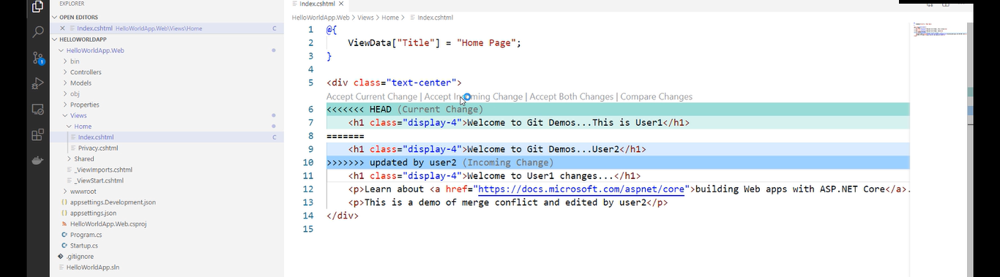 EXPLORER
OPEN EDITORS
Index.cshtml HelloWorldApp.Web\Views\Home C
HELLOWORLDAPP
HelloWorldApp.Web
bin
Controllers
Models
obj
Properties
Views
Home
Index.cshtml C
Privacy.cshtml
Shared
_ViewImports.cshtml
_ViewStart.cshtml
wwwroot
appsettings.Development.json
appsettings.json
HelloWorldApp.Web.csproj
Program.cs
Startup.cs
.gitignore
HelloWorldApp.sln
1
Index.cshtml
HelloWorldApp.Web > Views > Home > Index.cshtml
1 @{
2 ViewData["Title"] = "Home Page";
3 }
4
5 <div class="text-center">
Accept Current Change | Accept Incoming Change | Accept Both Changes | Compare Changes
6 <<<<<<< HEAD (Current Change)
7 <h1 class="display-4">Welcome to Git Demos...This is User1</h1>
8 =======
9 <h1 class="display-4">Welcome to Git Demos...User2</h1>
10 >>>>>>> updated by user2 (Incoming Change)
11 <h1 class="display-4">Welcome to User1 changes...</h1>
12 <p>Learn about <a href="https://docs.microsoft.com/aspnet/core">building Web apps with ASP.NET Core</a>.
13 <p>This is a demo of merge conflict and edited by user2</p>
14 </div>
15